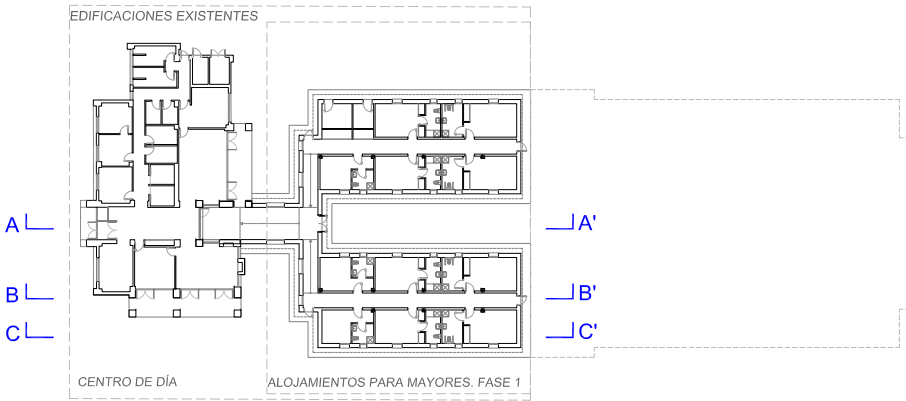 EDIFICACIONES EXISTENTES
A A'
B B'
C C'
CENTRO DE DÍA ALOJAMIENTOS PARA MAYORES. FASE 1